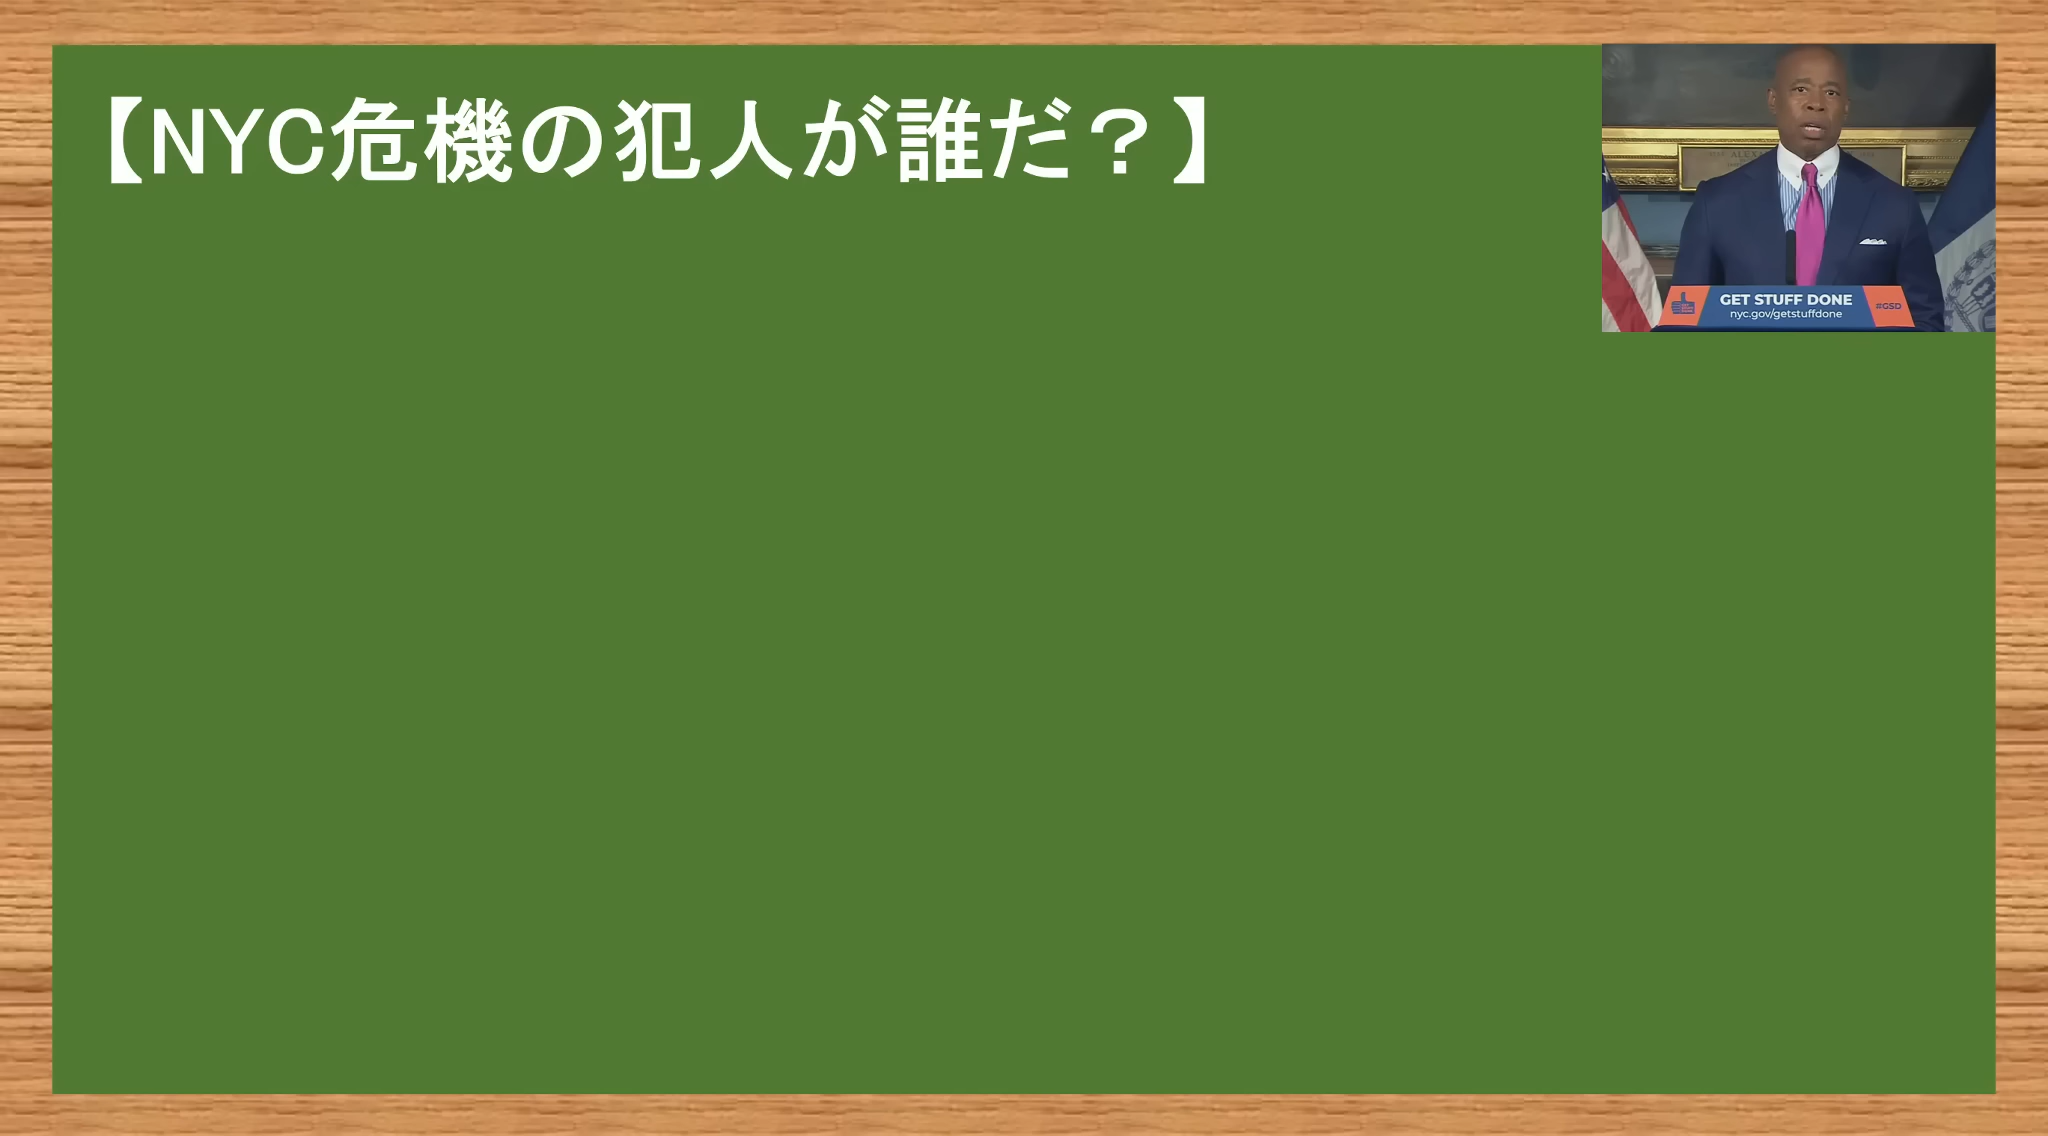 【NYC危機の犯人が誰だ？】
GET STUFF DONE
nyc.gov/getstuffdone
#GSD